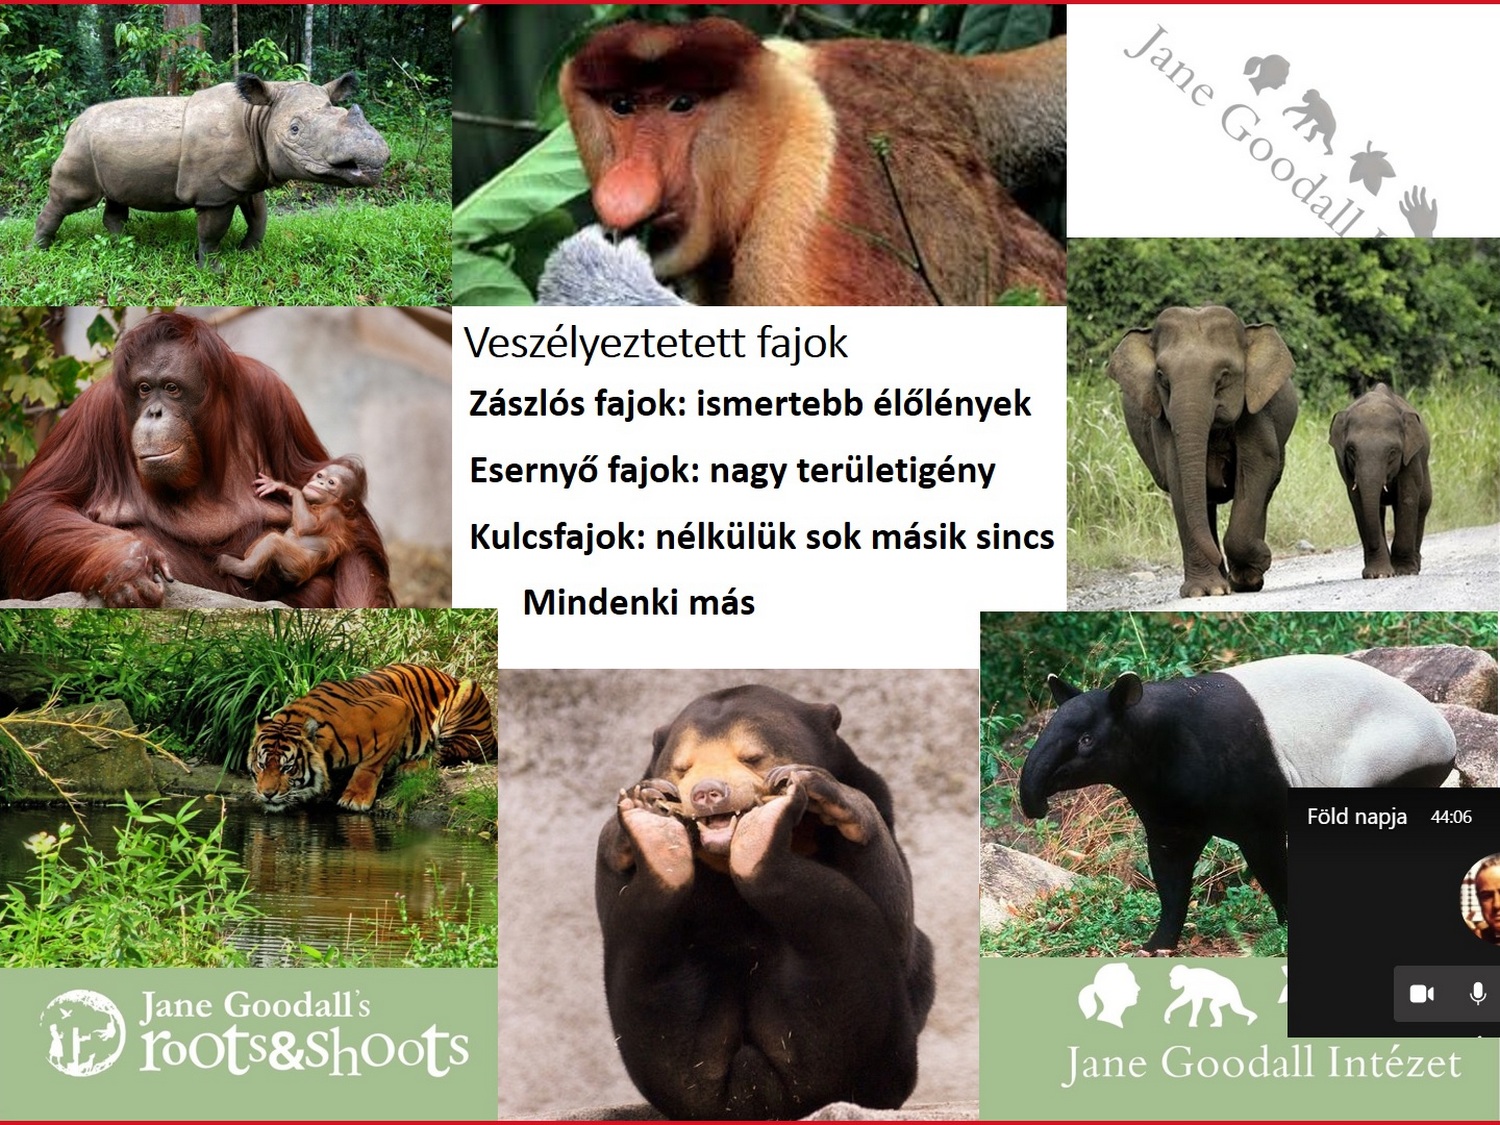 Jane Goodall
Veszélyeztetett fajok
Zászlós fajok: ismertebb élőlények
Esernyő fajok: nagy területigény
Kulcsfajok: nélkülük sok másik sincs
Mindenki más
Föld napja 44:06
Jane Goodall's
roots&shoots
Jane Goodall Intézet